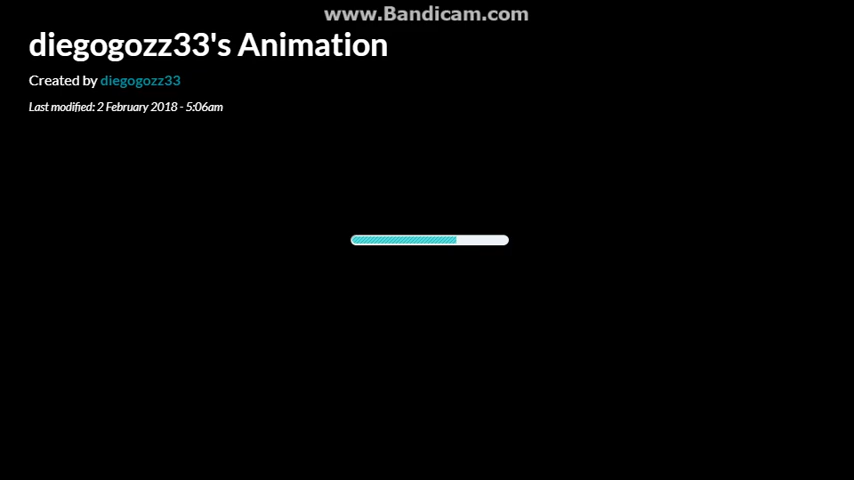 www.Bandicam.com
diegogozz33's Animation
Created by diegogozz33
Last modified: 2 February 2018 - 5:06am